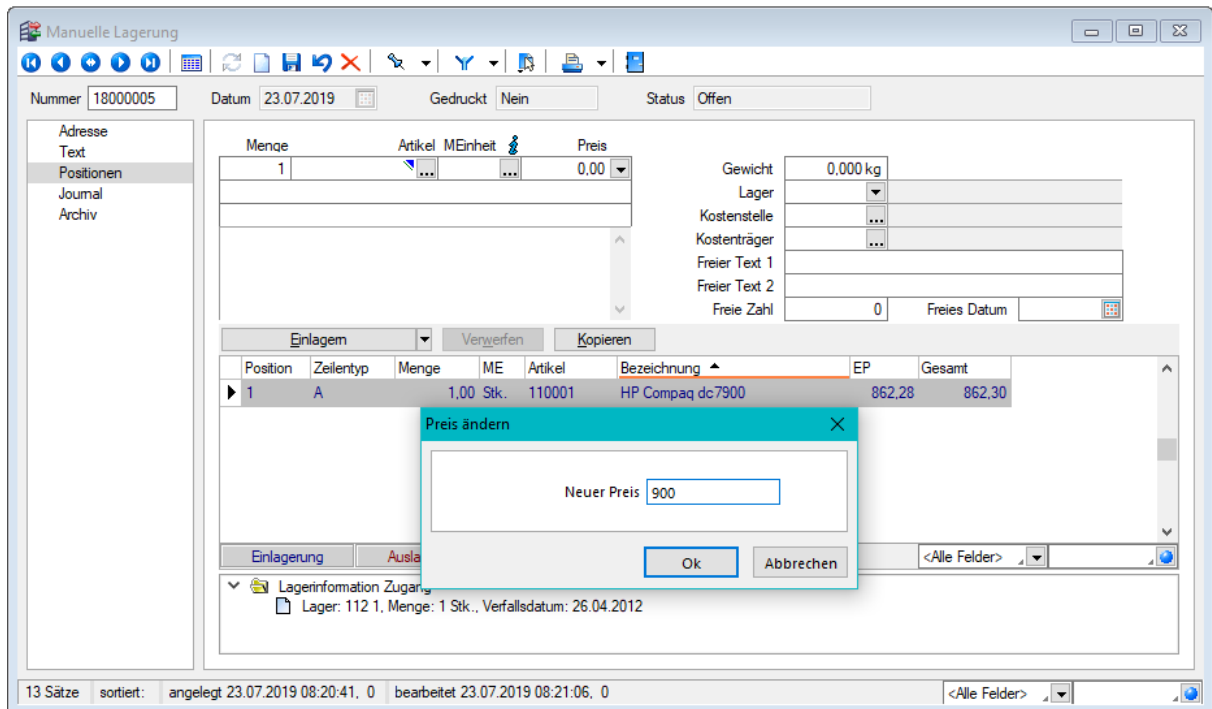 Manuelle Lagerung
Nummer 18000005 Datum 23.07.2019 Gedruckt Nein Status Offen
Adresse
Text
Positionen
Journal
Archiv
Menge Artikel MEinheit Preis
1 ... ... 0,00
Gewicht 0,000 kg
Lager
Kostenstelle ...
Kostenträger ...
Freier Text 1
Freier Text 2
Freie Zahl 0 Freies Datum
Einlagern Verwerfen Kopieren
Position Zeilentyp Menge ME Artikel Bezeichnung EP Gesamt
1 A 1,00 Stk. 110001 HP Compaq dc7900 862,28 862,30
Preis ändern
Neuer Preis 900
Ok Abbrechen
Einlagerung Ausla <Alle Felder>
Lagerinformation Zugang
Lager: 112 1, Menge: 1 Stk., Verfallsdatum: 26.04.2012
13 Sätze sortiert: angelegt 23.07.2019 08:20:41, 0 bearbeitet 23.07.2019 08:21:06, 0 <Alle Felder>